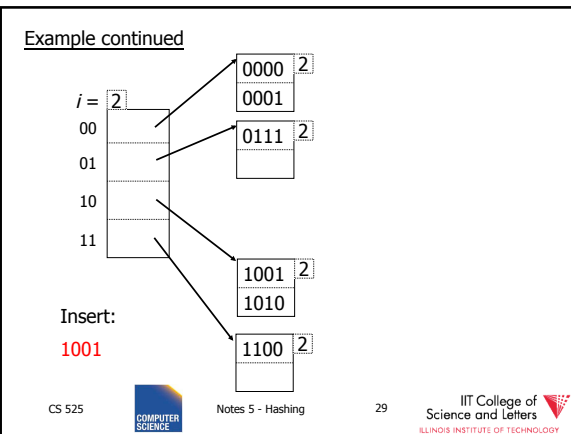 Example continued
i = 2
00
01
10
11
0000 2
0001
0111 2
1001 2
1010
1100 2
Insert:
1001
CS 525
COMPUTER
SCIENCE
Notes 5 - Hashing
29
IIT College of
Science and Letters
ILLINOIS INSTITUTE OF TECHNOLOGY